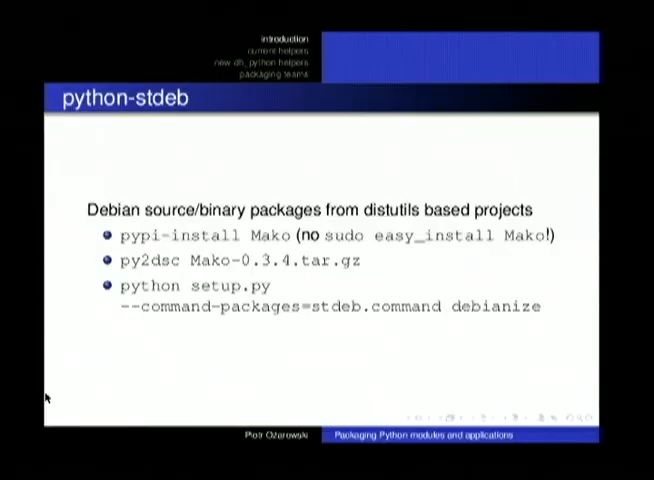 introduction
current helpers
new dh_python helpers
packaging teams
python-stdeb
Debian source/binary packages from distutils based projects
pypi-install Mako (no sudo easy_install Mako!)
py2dsc Mako-0.3.4.tar.gz
python setup.py
--command-packages=stdeb.command debianize
Piotr Ożarowski
Packaging Python modules and applications